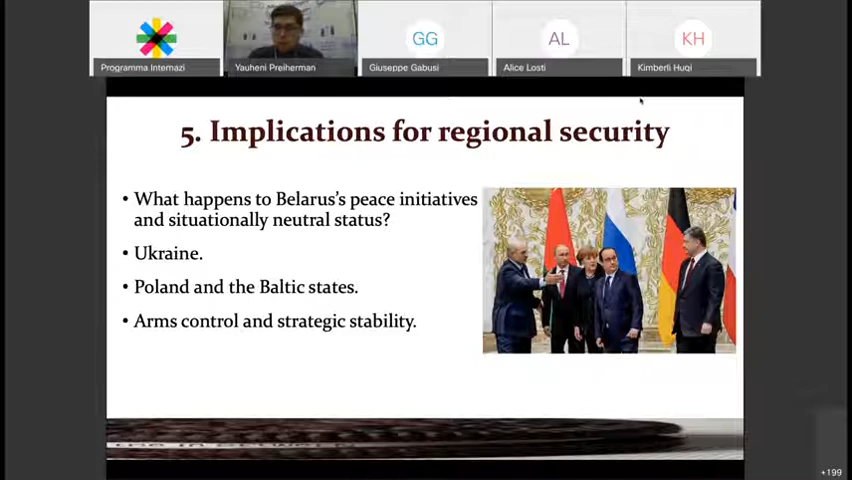 GG
AL
KH
Programma Internazi
Yauheni Preiherman
Giuseppe Gabusi
Alice Losti
Kimberli Huqi
5. Implications for regional security
• What happens to Belarus's peace initiatives
and situationally neutral status?
• Ukraine.
• Poland and the Baltic states.
• Arms control and strategic stability.
+199